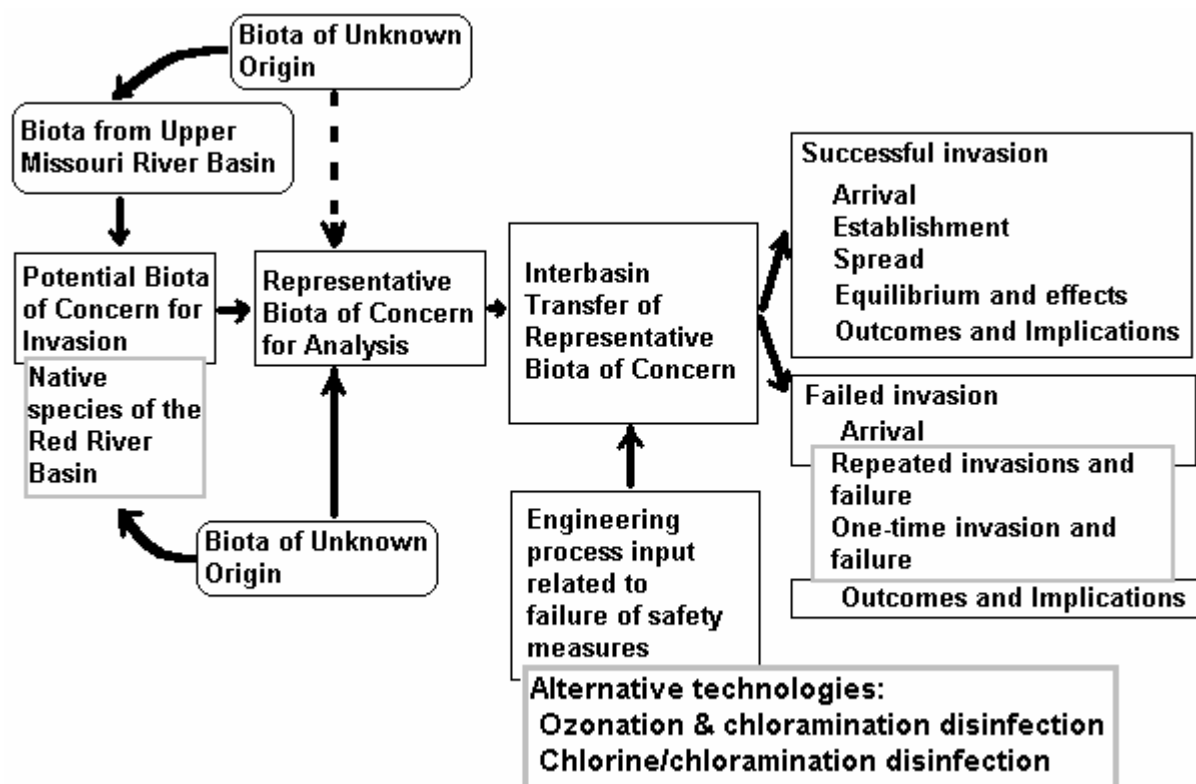 Biota of Unknown
Origin
Biota from Upper
Missouri River Basin
Potential Biota
of Concern for
Invasion
Native
species of the
Red River
Basin
Biota of Unknown
Origin
Representative
Biota of Concern
for Analysis
Interbasin
Transfer of
Representative
Biota of Concern
Engineering
process input
related to
failure of safety
measures
Alternative technologies:
Ozonation & chloramination disinfection
Chlorine/chloramination disinfection
Successful invasion
Arrival
Establishment
Spread
Equilibrium and effects
Outcomes and Implications
Failed invasion
Arrival
Repeated invasions and
failure
One-time invasion and
failure
Outcomes and Implications